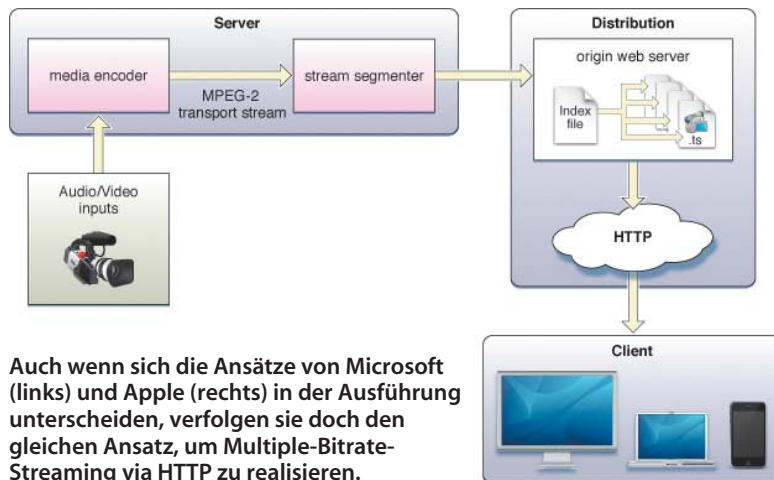 Server
media encoder
MPEG-2
transport stream
stream segmenter
Audio/Video
inputs
Distribution
origin web server
Index
file
.ts
HTTP
Client
Auch wenn sich die Ansätze von Microsoft
(links) und Apple (rechts) in der Ausführung
unterscheiden, verfolgen sie doch den
gleichen Ansatz, um Multiple-Bitrate-
Streaming via HTTP zu realisieren.